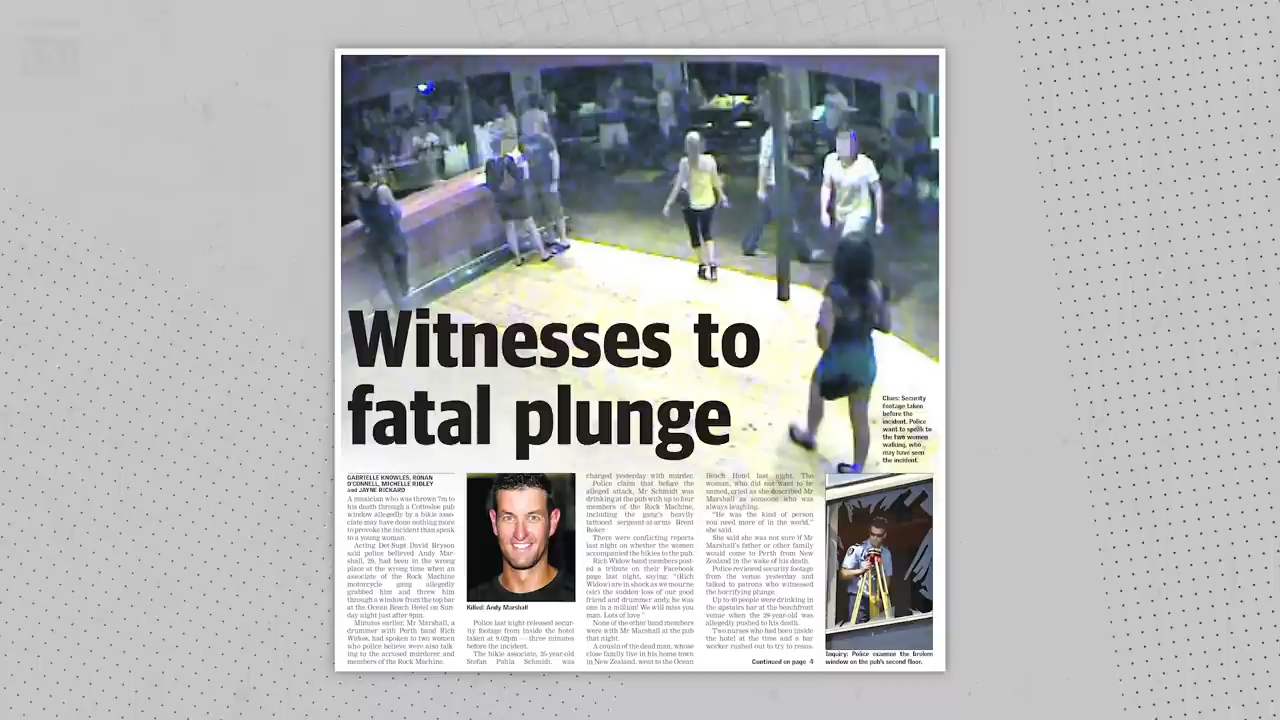 Witnesses to
fatal plunge
Clues: Security
footage taken
before the
incident. Police
want to speak to
the two women
walking, who
may have seen
the incident.
GABRIELLE KNOWLES, RONAN
O'CONNELL, MICHELLE RIDLEY
and JAYNE RICKARD
A musician who was thrown 7m to
his death through a Cottesloe pub
window allegedly by a bikie asso-
ciate may have done nothing more
to provoke the incident than speak
to a young woman.
Acting Det-Supt David Bryson
said police believed Andy Mar-
shall, 29, had been in the wrong
place at the wrong time when an
associate of the Rock Machine
motorcycle gang allegedly
grabbed him and threw him
through a window from the top bar
at the Ocean Beach Hotel on Sun-
day night just after 9pm.
Minutes earlier, Mr Marshall, a
drummer with Perth band Rich
Widow, had spoken to two women
who police believe were also talk-
ing to the accused murderer and
members of the Rock Machine.
Killed: Andy Marshall
Police last night released secur-
ity footage from inside the hotel
taken at 9.02pm — three minutes
before the incident.
The bikie associate, 35-year-old
Stefan Pahia Schmidt, was
charged yesterday with murder.
Police claim that before the
alleged attack, Mr Schmidt was
drinking at the pub with up to four
members of the Rock Machine,
including the gang's heavily
tattooed sergeant-at-arms Brent
Reker.
There were conflicting reports
last night on whether the women
accompanied the bikies to the pub.
Rich Widow band members post-
ed a tribute on their Facebook
page last night, saying: "(Rich
Widow) are in shock as we mourne
(sic) the sudden loss of our good
friend and drummer andy, he was
one in a million! We will miss you
man. Lots of love."
None of the other band members
were with Mr Marshall at the pub
that night.
A cousin of the dead man, whose
close family live in his home town
in New Zealand, went to the Ocean
Beach Hotel last night. The
woman, who did not want to be
named, cried as she described Mr
Marshall as someone who was
always laughing.
"He was the kind of person
you need more of in the world,"
she said.
She said she was not sure if Mr
Marshall's father or other family
would come to Perth from New
Zealand in the wake of his death.
Police reviewed security footage
from the venue yesterday and
talked to patrons who witnessed
the horrifying plunge.
Up to 40 people were drinking in
the upstairs bar at the beachfront
venue when the 29-year-old was
allegedly pushed to his death.
Two nurses who had been inside
the hotel at the time and a bar
worker rushed out to try to resus-
Continued on page 4
Inquiry: Police examine the broken
window on the pub's second floor.